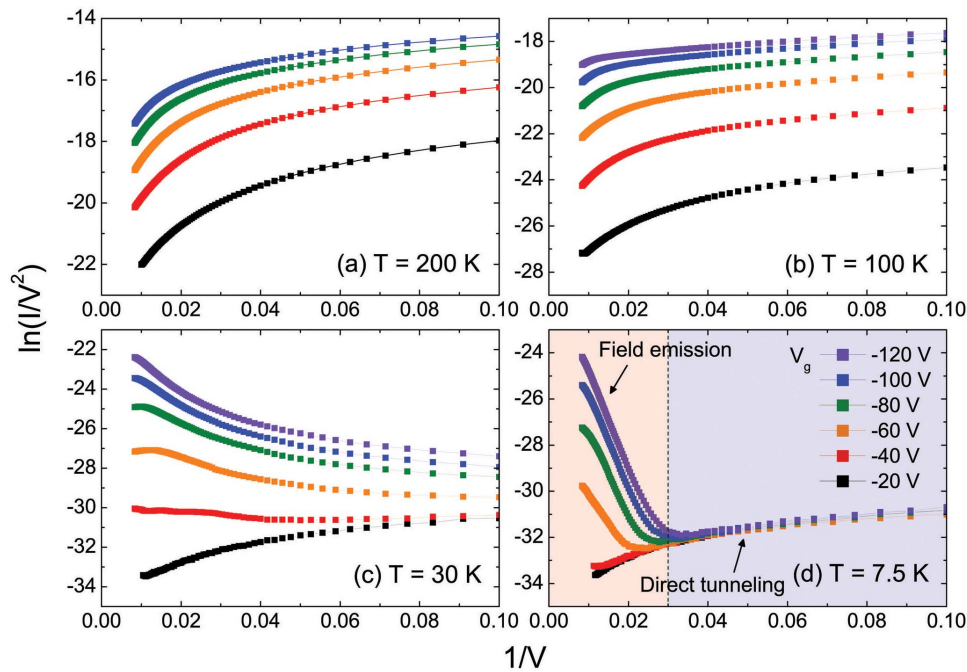 ln(I/V²)
-14
-16
-18
-20
-22
(a) T = 200 K
0.00 0.02 0.04 0.06 0.08 0.10
-18
-20
-22
-24
-26
-28
(b) T = 100 K
0.00 0.02 0.04 0.06 0.08 0.10
-22
-24
-26
-28
-30
-32
-34
(c) T = 30 K
0.00 0.02 0.04 0.06 0.08 0.10
-24
-26
-28
-30
-32
-34
Field emission
V_g
-120 V
-100 V
-80 V
-60 V
-40 V
-20 V
Direct tunneling
(d) T = 7.5 K
0.00 0.02 0.04 0.06 0.08 0.10
1/V